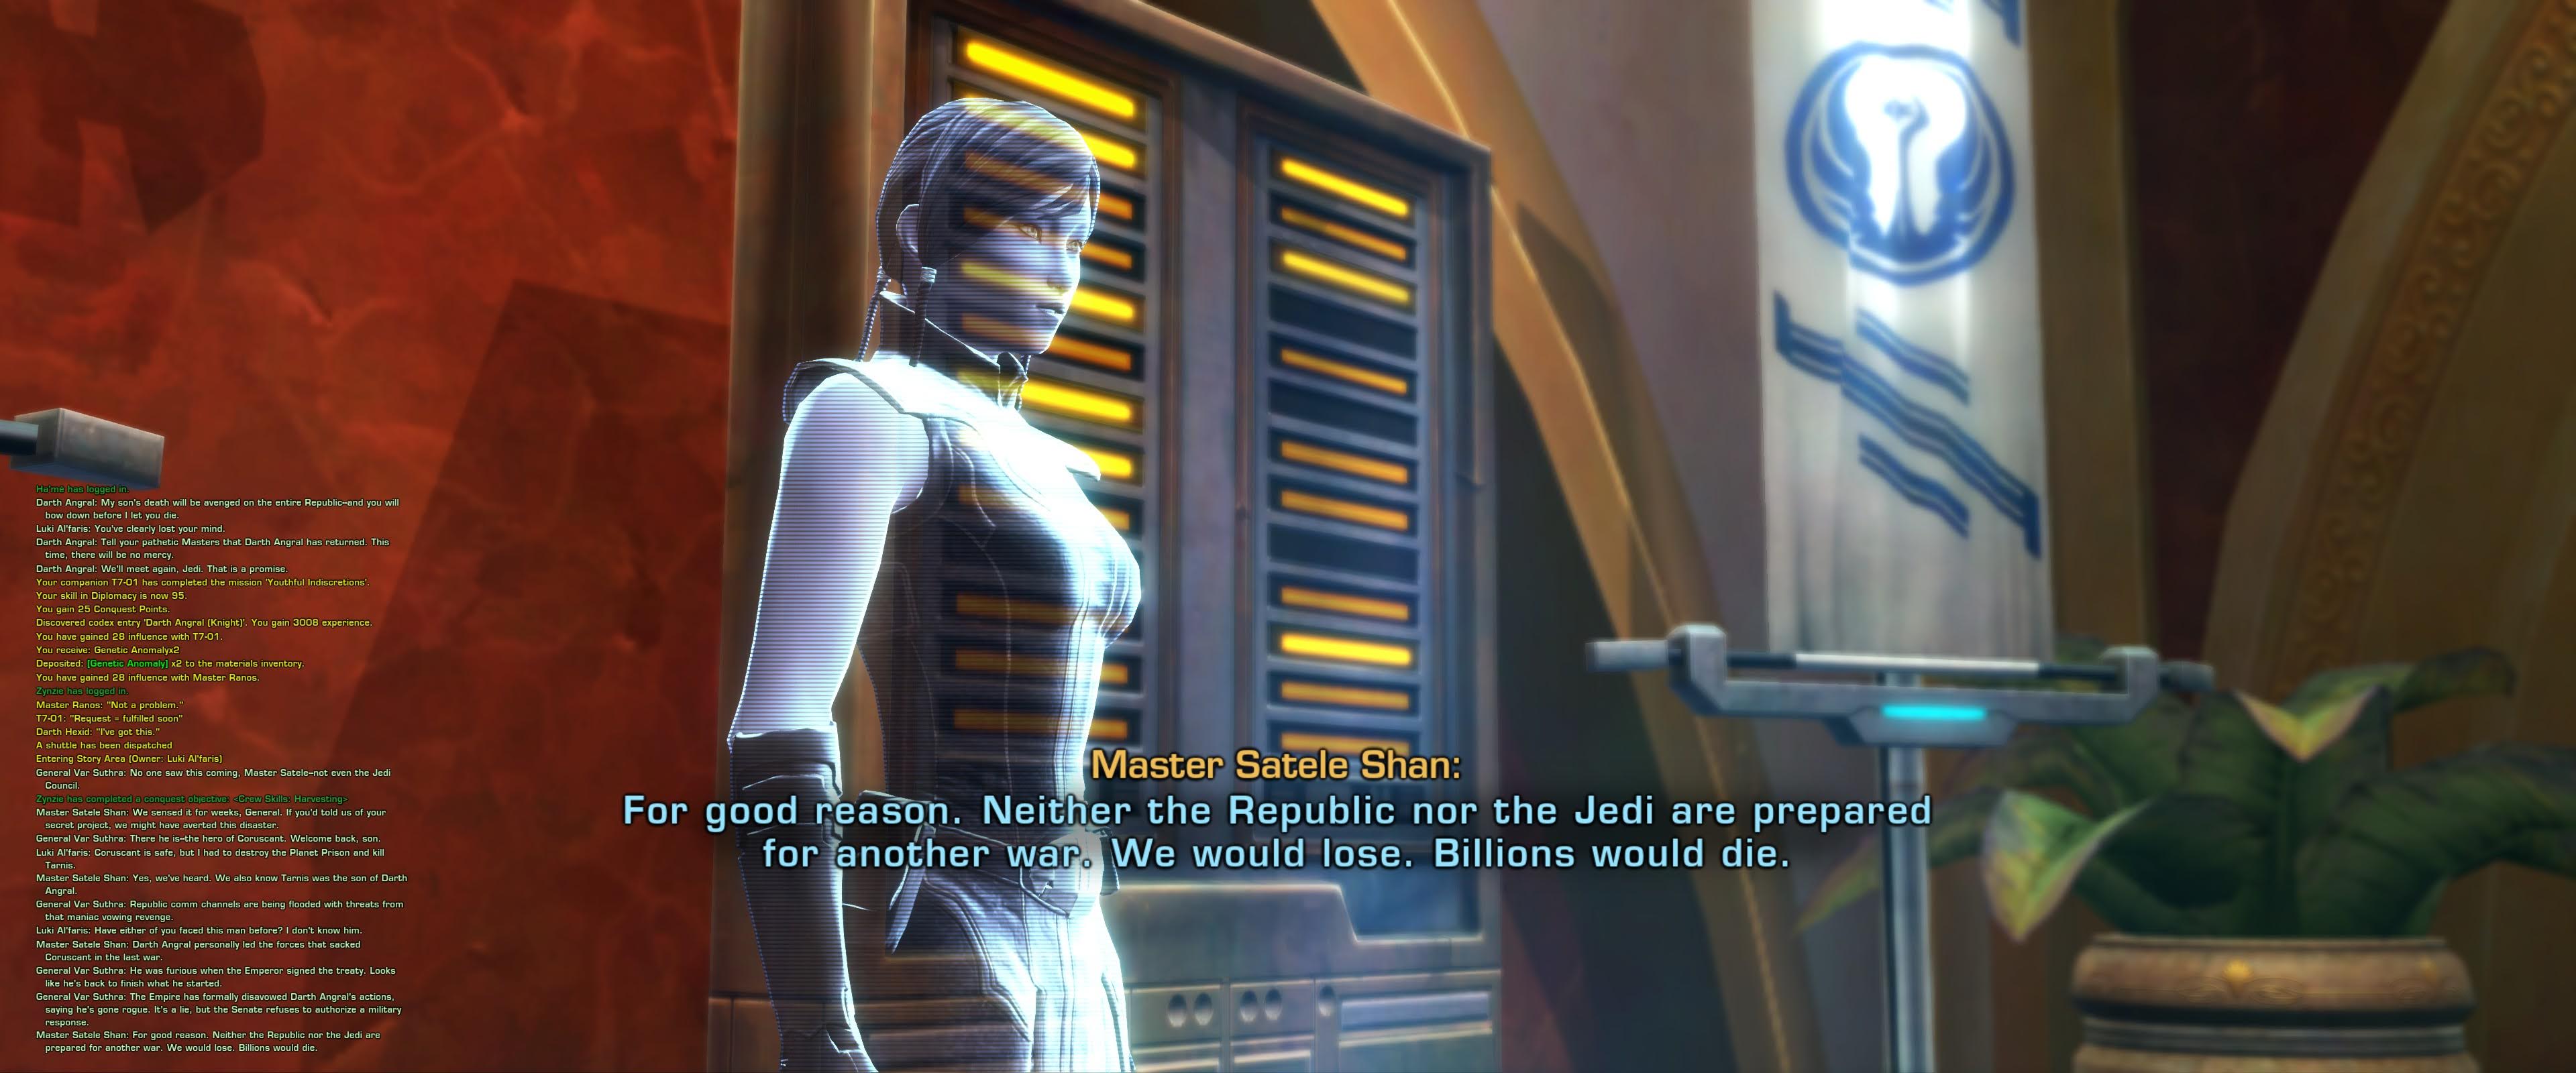 Ha'me has logged in.
Darth Angral: My son's death will be avenged on the entire Republic–and you will
bow down before I let you die.
Luki Al'faris: You've clearly lost your mind.
Darth Angral: Tell your pathetic Masters that Darth Angral has returned. This
time, there will be no mercy.
Darth Angral: We'll meet again, Jedi. That is a promise.
Your companion T7-01 has completed the mission 'Youthful Indiscretions'.
Your skill in Diplomacy is now 95.
You gain 25 Conquest Points.
Discovered codex entry 'Darth Angral (Knight)'. You gain 3008 experience.
You have gained 28 influence with T7-01.
You receive: Genetic Anomalyx2
Deposited: [Genetic Anomaly] x2 to the materials inventory.
You have gained 28 influence with Master Ranos.
Zynzie has logged in.
Master Ranos: "Not a problem."
T7-01: "Request = fulfilled soon"
Darth Hexid: "I've got this."
A shuttle has been dispatched
Entering Story Area (Owner: Luki Al'faris)
General Var Suthra: No one saw this coming, Master Satele–not even the Jedi
Council.
Zynzie has completed a conquest objective: <Crew Skills: Harvesting>
Master Satele Shan: We sensed it for weeks, General. If you'd told us of your
secret project, we might have averted this disaster.
General Var Suthra: There he is–the hero of Coruscant. Welcome back, son.
Luki Al'faris: Coruscant is safe, but I had to destroy the Planet Prison and kill
Tarnis.
Master Satele Shan: Yes, we've heard. We also know Tarnis was the son of Darth
Angral.
General Var Suthra: Republic comm channels are being flooded with threats from
that maniac vowing revenge.
Luki Al'faris: Have either of you faced this man before? I don't know him.
Master Satele Shan: Darth Angral personally led the forces that sacked
Coruscant in the last war.
General Var Suthra: He was furious when the Emperor signed the treaty. Looks
like he's back to finish what he started.
General Var Suthra: The Empire has formally disavowed Darth Angral's actions,
saying he's gone rogue. It's a lie, but the Senate refuses to authorize a military
response.
Master Satele Shan: For good reason. Neither the Republic nor the Jedi are
prepared for another war. We would lose. Billions would die.
Master Satele Shan:
For good reason. Neither the Republic nor the Jedi are prepared
for another war. We would lose. Billions would die.